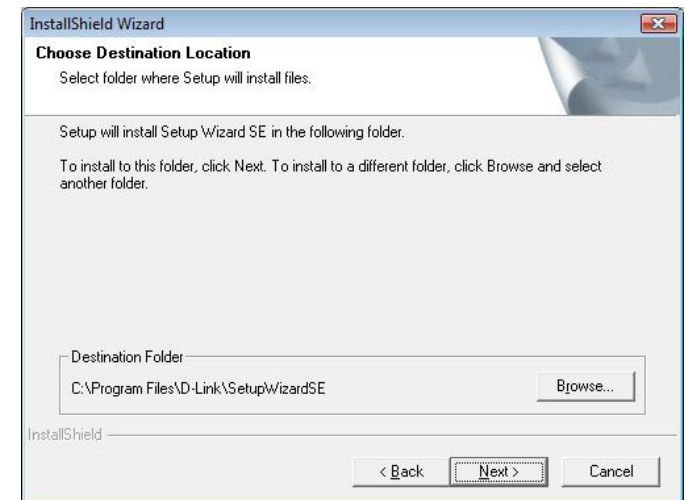 InstallShield Wizard
Choose Destination Location
Select folder where Setup will install files.
Setup will install Setup Wizard SE in the following folder.
To install to this folder, click Next. To install to a different folder, click Browse and select
another folder.
Destination Folder
C:\Program Files\D-Link\SetupWizardSE
Browse...
InstallShield
< Back
Next >
Cancel